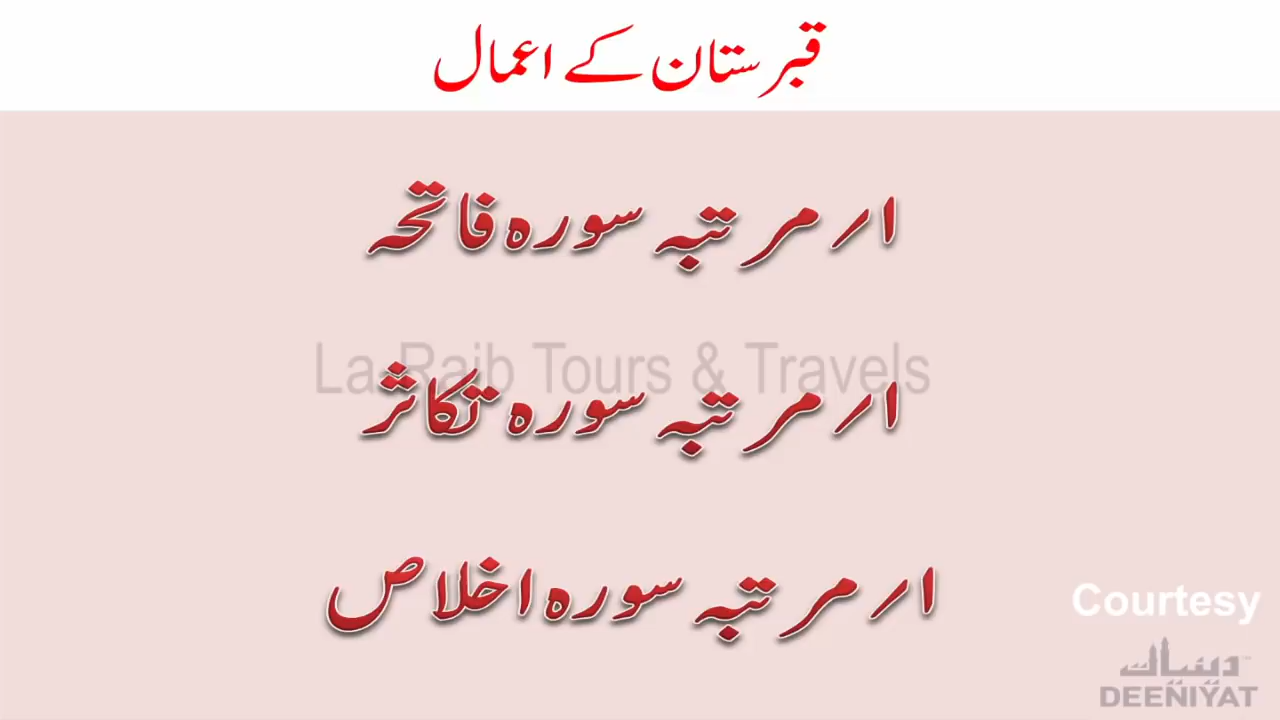 قبرستان کے اعمال
۱؍ مرتبہ سورہ فاتحہ
La Raib Tours & Travels
۱؍ مرتبہ سورہ تکاثر
۱؍ مرتبہ سورہ اخلاص
Courtesy
دینیات
DEENIYAT